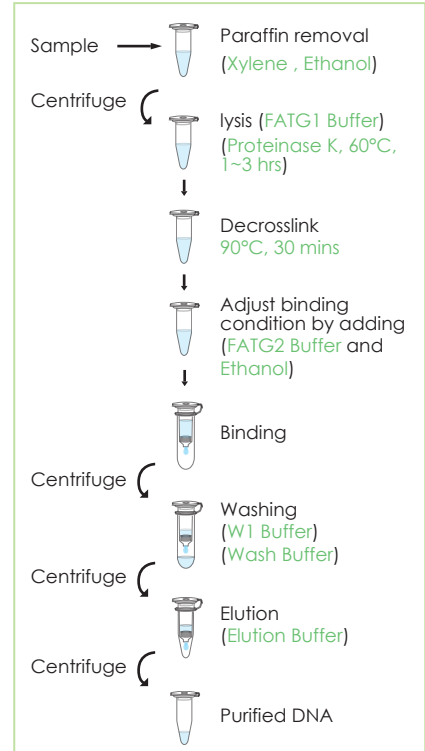 Sample
Paraffin removal
(Xylene , Ethanol)
Centrifuge
lysis (FATG1 Buffer)
(Proteinase K, 60°C,
1~3 hrs)
Decrosslink
90°C, 30 mins
Adjust binding
condition by adding
(FATG2 Buffer and
Ethanol)
Binding
Centrifuge
Washing
(W1 Buffer)
(Wash Buffer)
Centrifuge
Elution
(Elution Buffer)
Centrifuge
Purified DNA